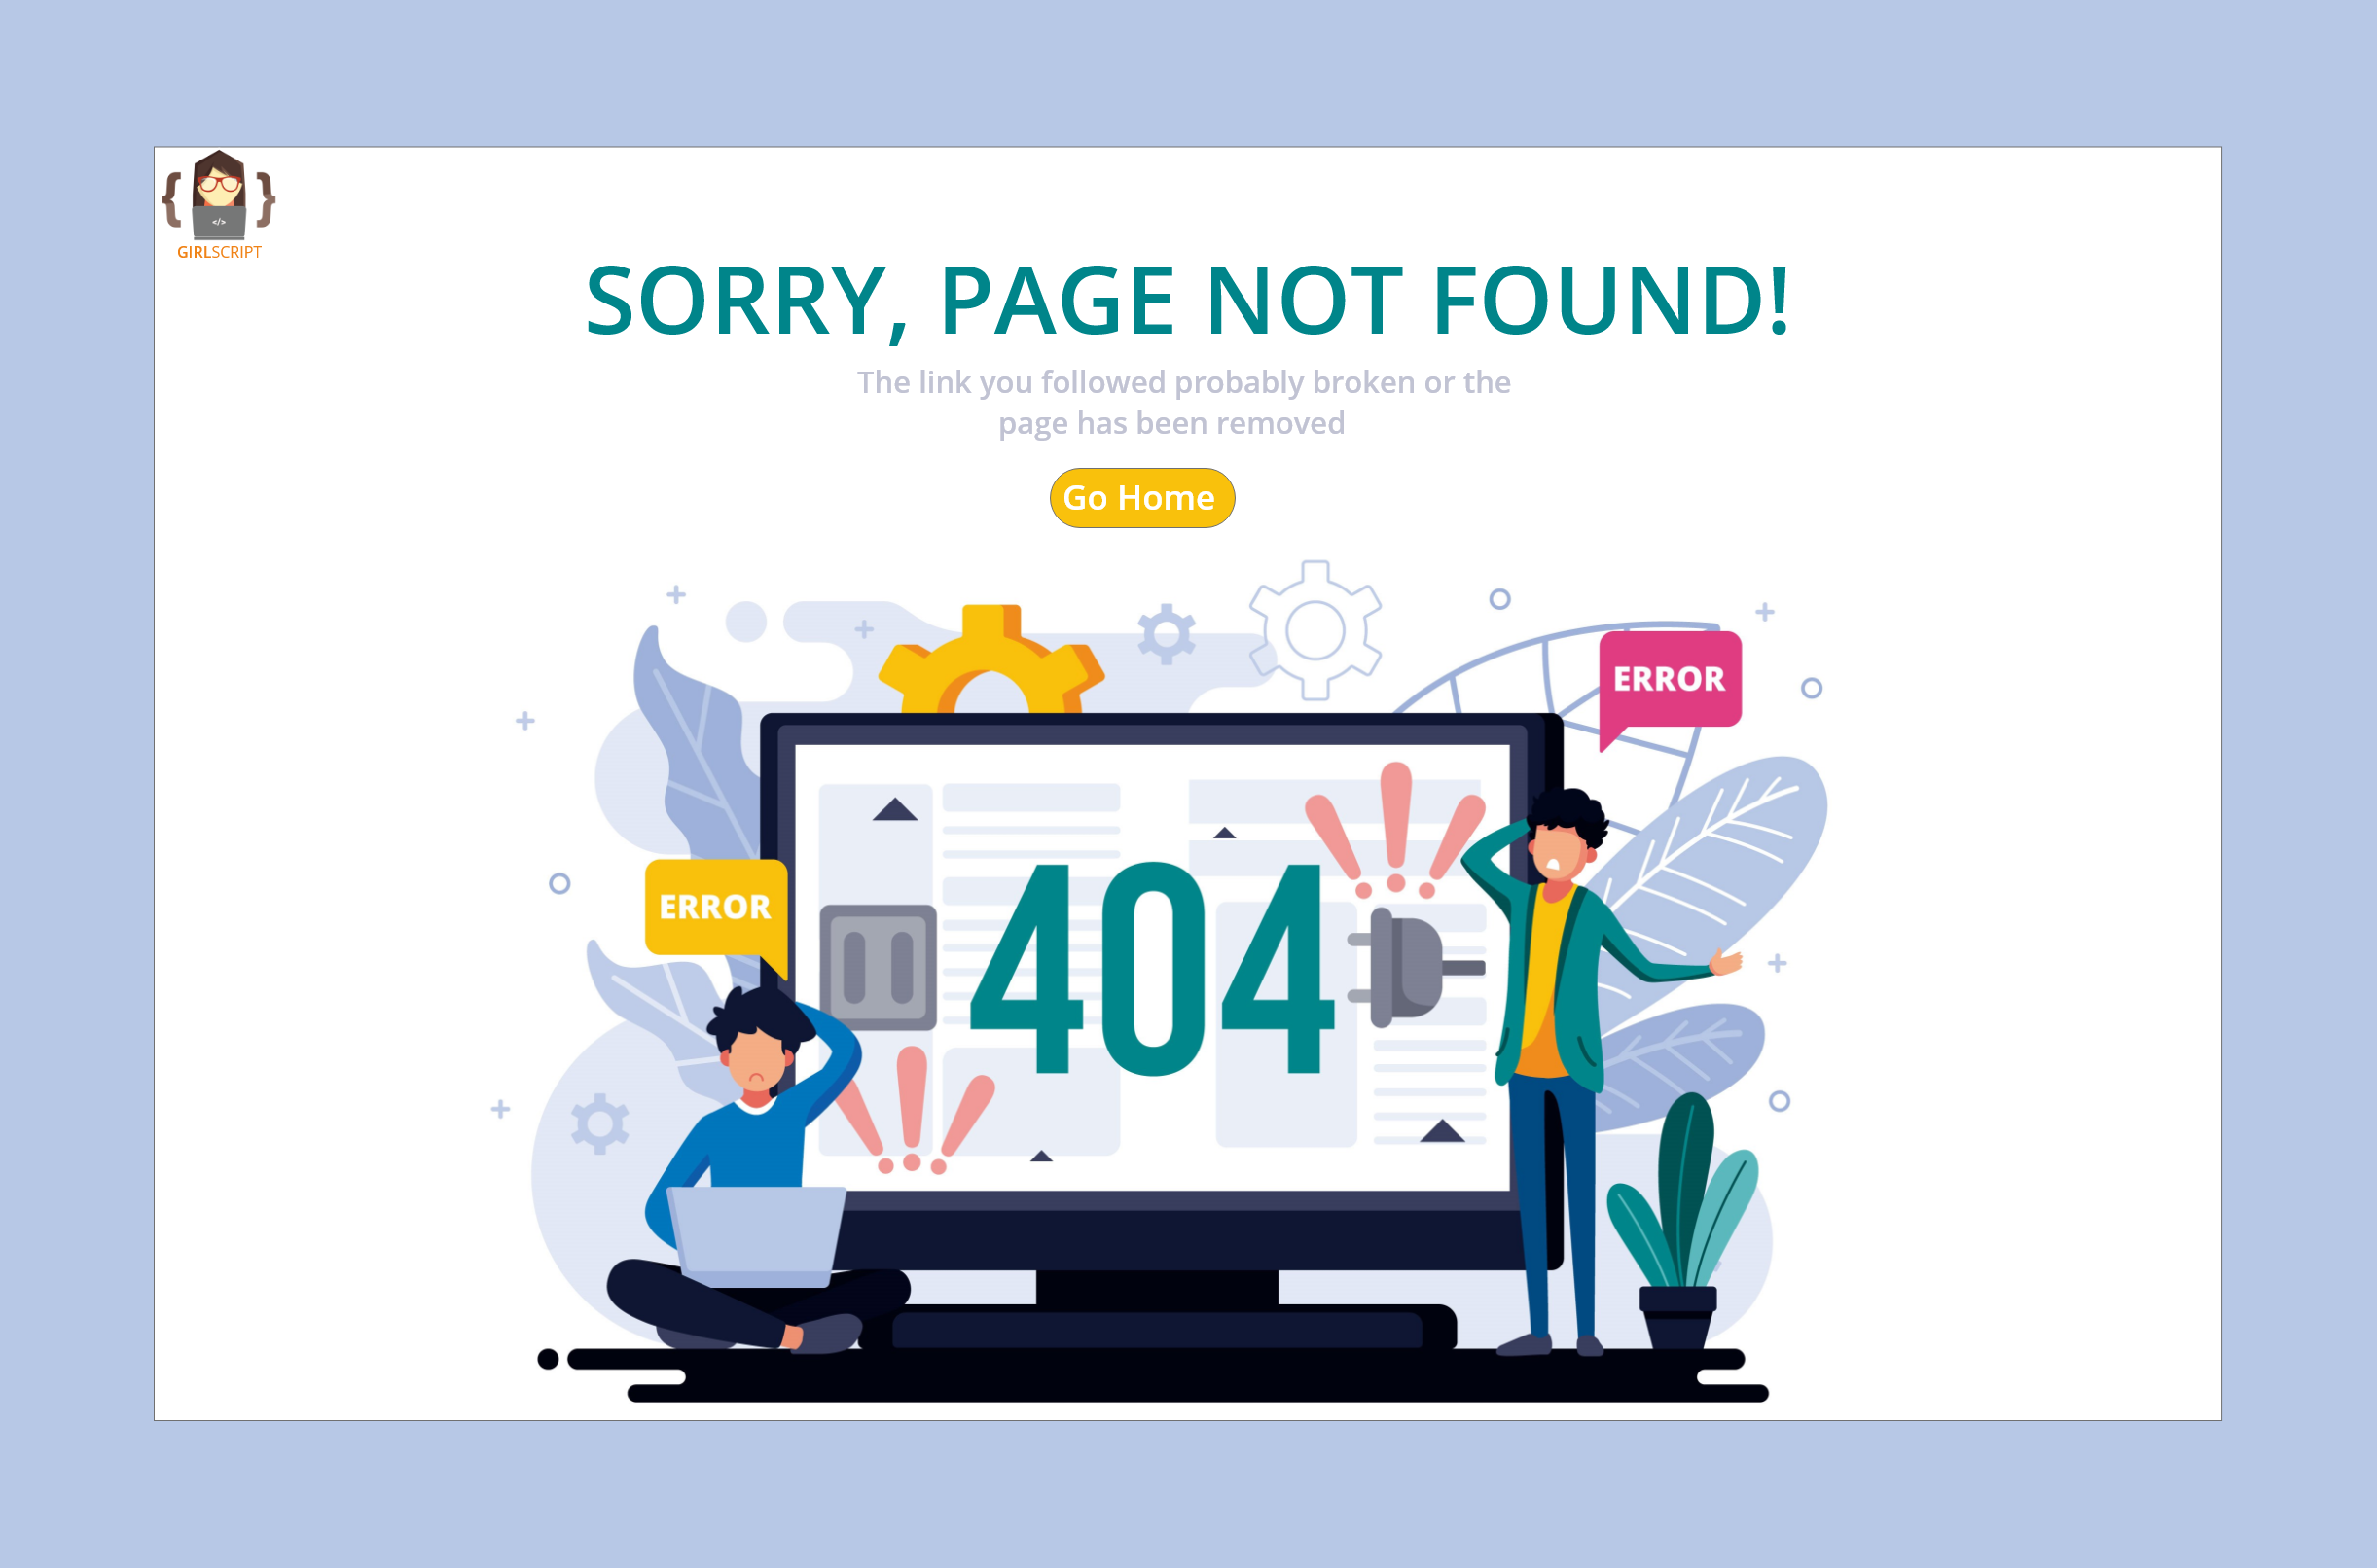 </>
GIRLSCRIPT
SORRY, PAGE NOT FOUND!
The link you followed probably broken or the
page has been removed
Go Home
ERROR
ERROR
404